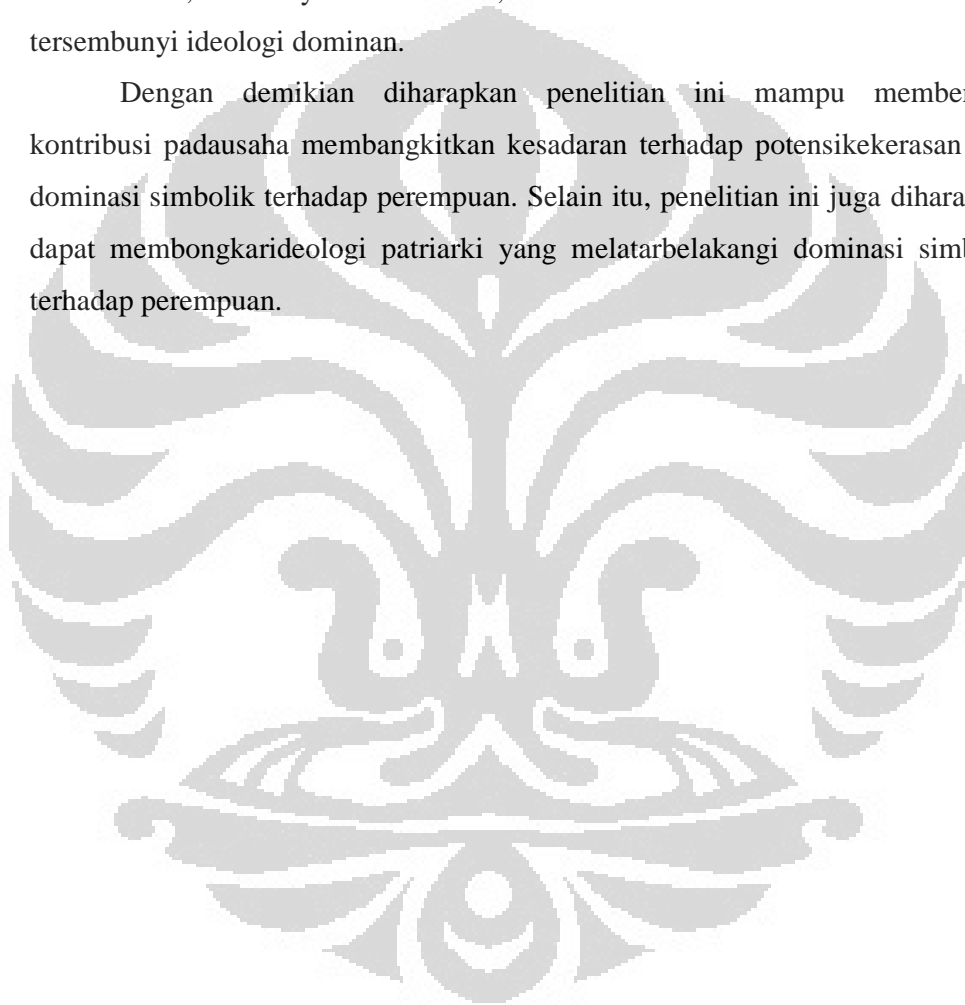 tersembunyi ideologi dominan.
Dengan demikian diharapkan penelitian ini mampu
kontribusi padausaha membangkitkan kesadaran terhadap potensikekerasan
dominasi simbolik terhadap perempuan. Selain itu, penelitian ini juga
dapat membongkarideologi patriarki yang melatarbelakangi dominasi
terhadap perempuan.